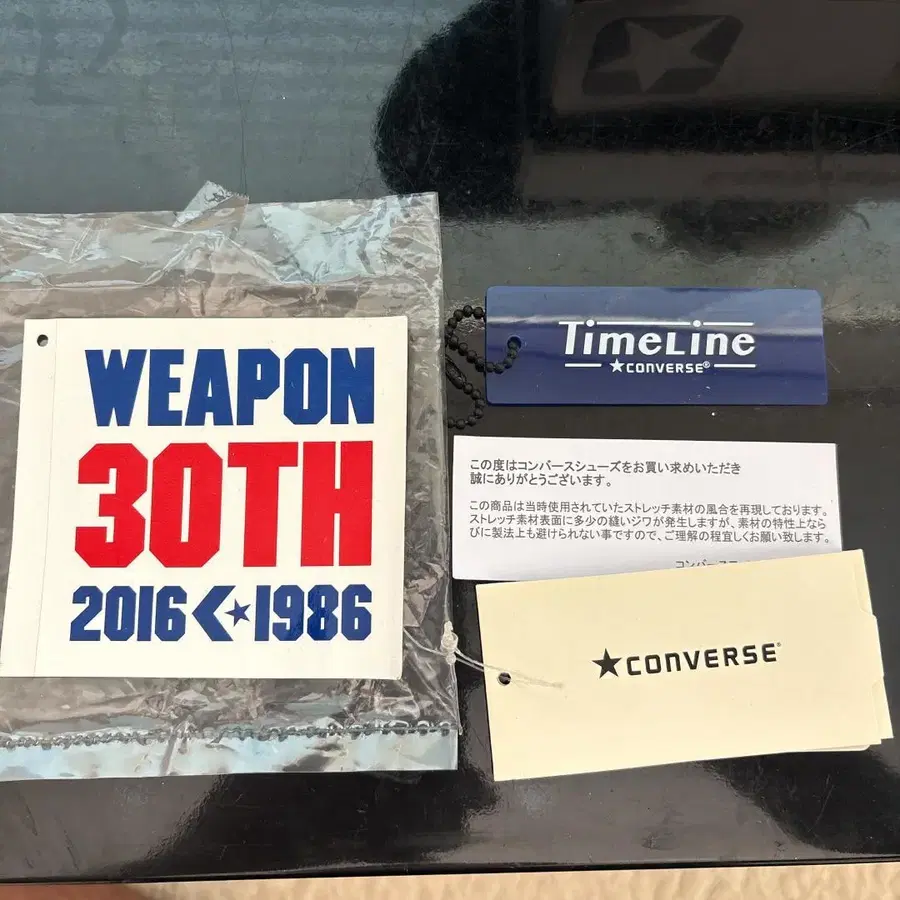 WEAPON
30TH
2016 1986
TimeLine
CONVERSE®
この度はコンバースシューズをお買い求めいただき
誠にありがとうございます。
この商品は当時使用されていたストレッチ素材の風合を再現しております。
ストレッチ素材表面に多少の縫いジワが発生しますが、素材の特性上なら
びに製法上も避けられない事ですので、ご理解の程宜しくお願い致します。
CONVERSE®